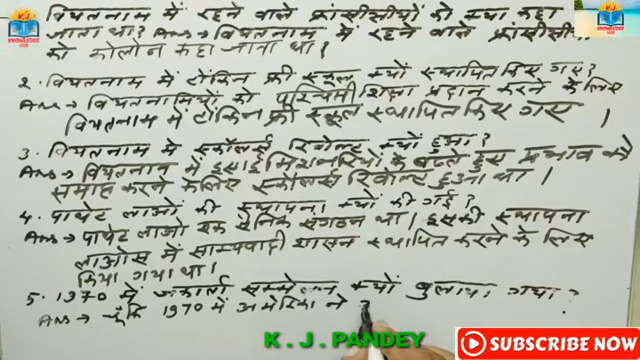 वियतनाम में रहने वाले फ्रांसीसीयों को क्या कहा
जाता था? Ans → वियतनाम में रहने वाले फ्रांसीसीयों
को कोलोन कहा जाता था।
2. वियतनाम में टोंकिन फ्री स्कूल क्यों स्थापित किए गए?
Ans → वियतनामियों को पश्चिमी शिक्षा प्रदान करने के लिए
वियतनाम में टोंकिन फ्री स्कूल स्थापित किए गए ।
3. वियतनाम में स्कॉलर्स रिवोल्ट क्यों हुआ?
Ans → वियतनाम में इसाई मिशनरियों के बढ़ते हुए प्रभाव को
समाप्त करने के लिए स्कॉलर्स रिवोल्ट हुआ था ।
4. पाथेट लाओ की स्थापना क्यों की गई?
Ans → पाथेट लाओ एक सैनिक संगठन था। इसकी स्थापना
लाओस में साम्यवादी शासन स्थापित करने के लिए
किया गया था।
5. 1970 में जकार्ता सम्मेलन क्यों बुलाया गया?
Ans → चूंकि 1970 में अमेरिका ने
K. J. PANDEY
SUBSCRIBE NOW